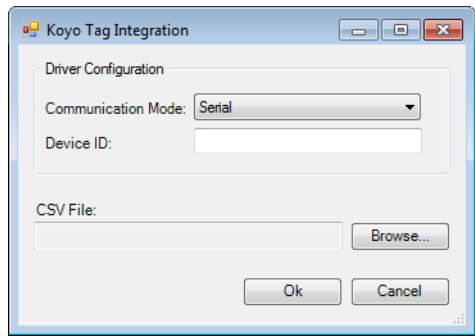 Koyo Tag Integration
Driver Configuration
Communication Mode: Serial
Device ID:
CSV File:
Browse...
Ok Cancel